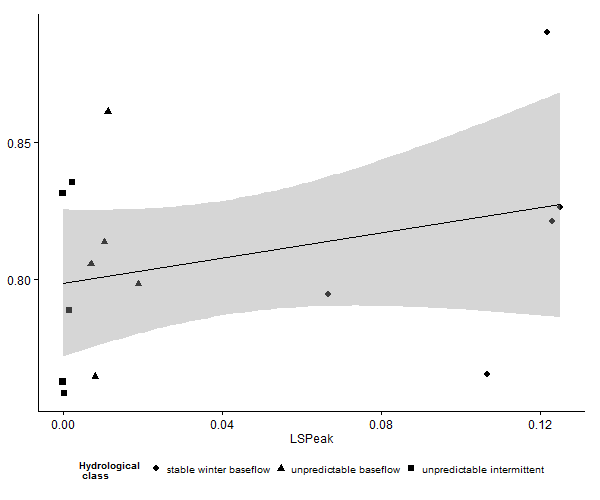 0.85
0.80
0.00 0.04 0.08 0.12
LSPeak
Hydrological
class
stable winter baseflow unpredictable baseflow unpredictable intermittent